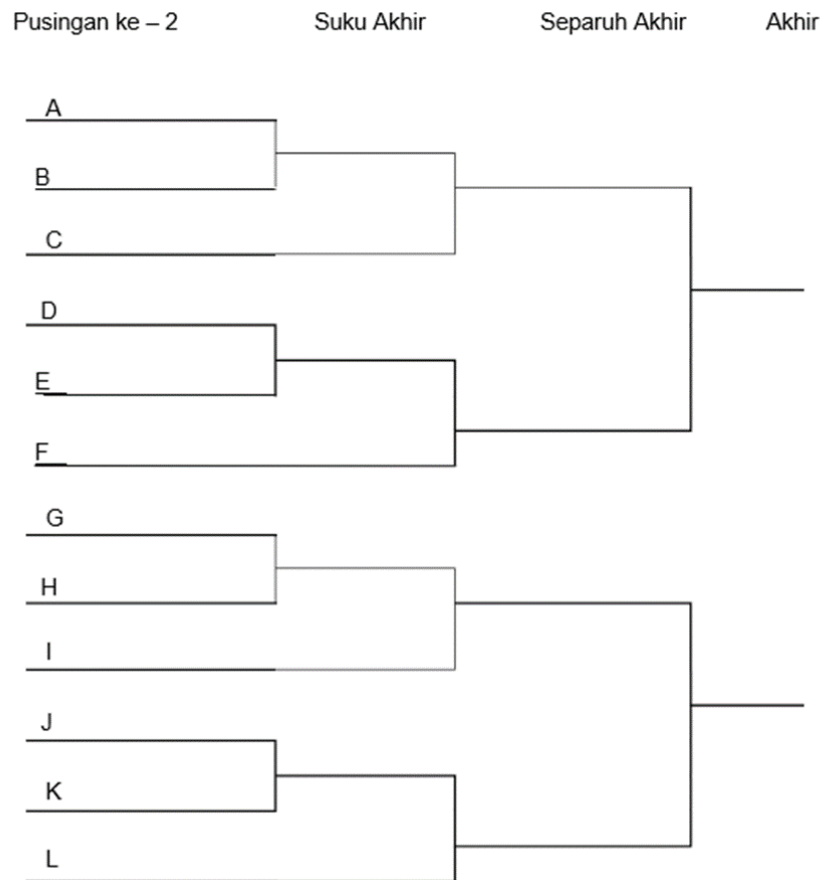 Pusingan ke – 2 Suku Akhir Separuh Akhir Akhir
A
B
C
D
E
F
G
H
I
J
K
L